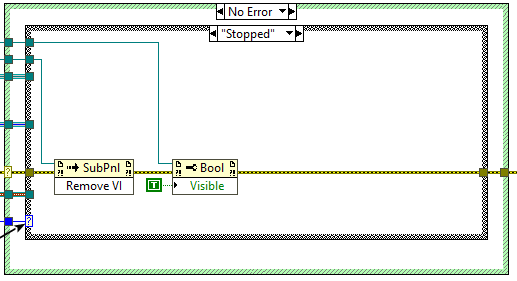 No Error
"Stopped"
?!
SubPnl
?!
Remove VI
?!
Bool
?!
T
Visible
?
?